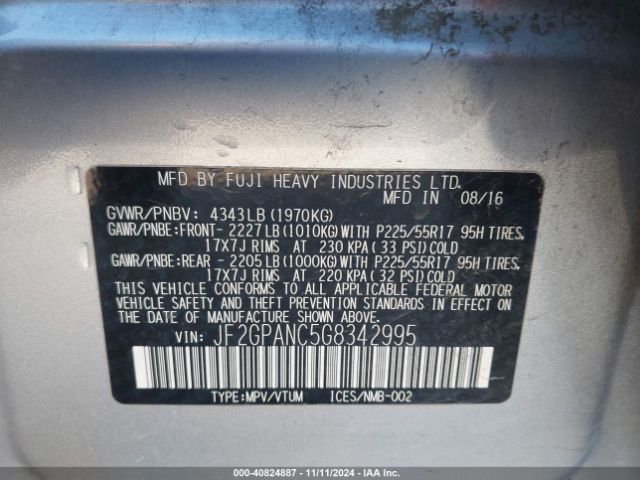 MFD BY FUJI HEAVY INDUSTRIES LTD.
MFD IN 08/16
GVWR/PNBV: 4343LB (1970KG)
GAWR/PNBE:FRONT- 2227LB (1010KG)WITH P225/55R17 95H TIRES,
17X7J RIMS AT 230 KPA (33 PSI)COLD
GAWR/PNBE:REAR - 2205LB (1000KG)WITH P225/55R17 95H TIRES,
17X7J RIMS AT 220 KPA (32 PSI)COLD
THIS VEHICLE CONFORMS TO ALL APPLICABLE FEDERAL MOTOR
VEHICLE SAFETY AND THEFT PREVENTION STANDARDS IN EFFECT ON
THE DATE OF MANUFACTURE SHOWN ABOVE.
VIN: JF2GPANC5G8342995
TYPE:MPV/VTUM ICES/NMB-002
000-40824887 - 11/11/2024 - IAA Inc.